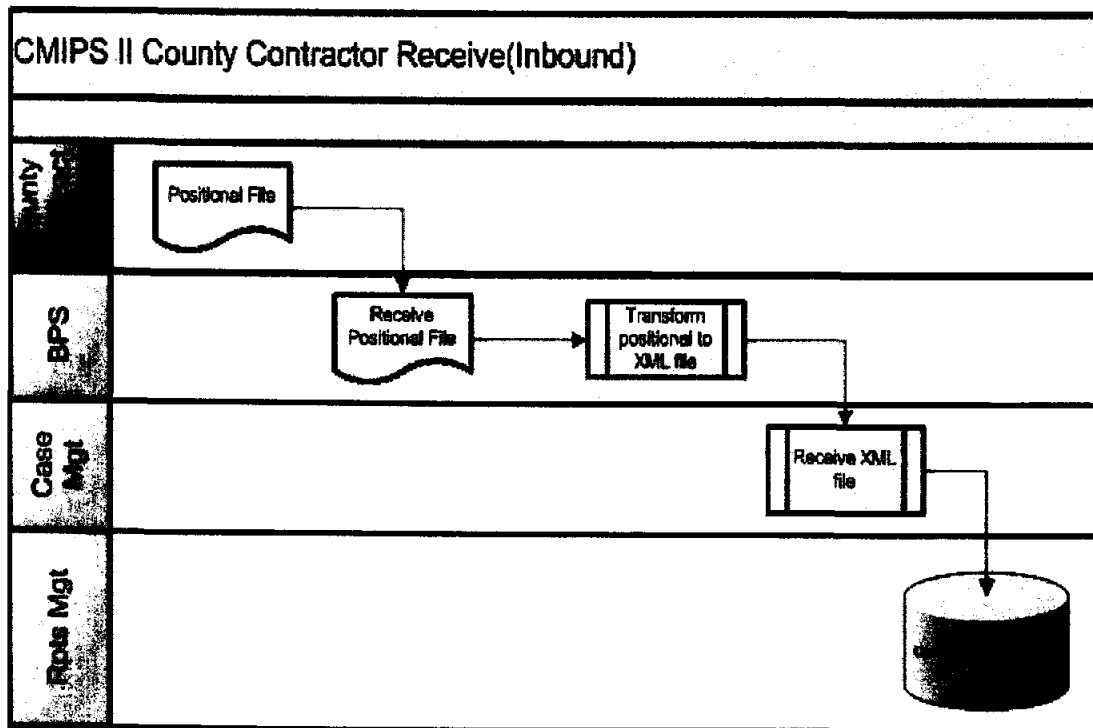 CMIPS II County Contractor Receive(Inbound)
Positional File
BPS
Receive
Positional File
Transform
positional to
XML file
Case
Mgt
Receive XML
file
Rpts Mgt